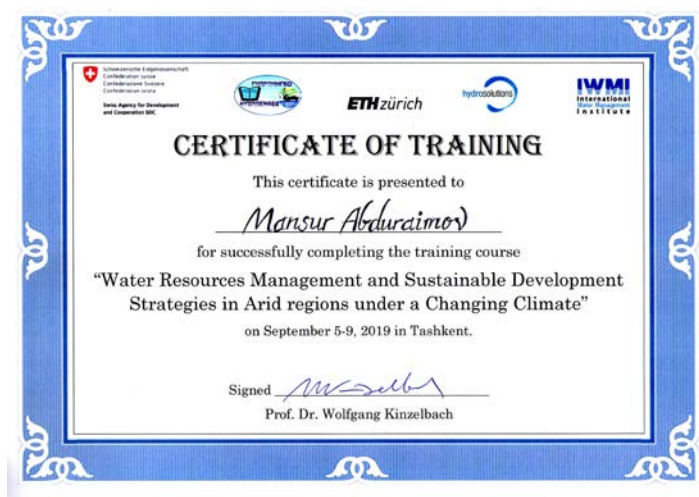 Schweizerische Eidgenossenschaft
Confédération suisse
Confederazione Svizzera
Confederaziun svizra
Swiss Agency for Development
and Cooperation SDC
ETH zürich
hydrosolutions
IWMI
International
Water Management
Institute
CERTIFICATE OF TRAINING
This certificate is presented to
Mansur Abduraimov
for successfully completing the training course
“Water Resources Management and Sustainable Development
Strategies in Arid regions under a Changing Climate”
on September 5-9, 2019 in Tashkent.
Signed
Prof. Dr. Wolfgang Kinzelbach